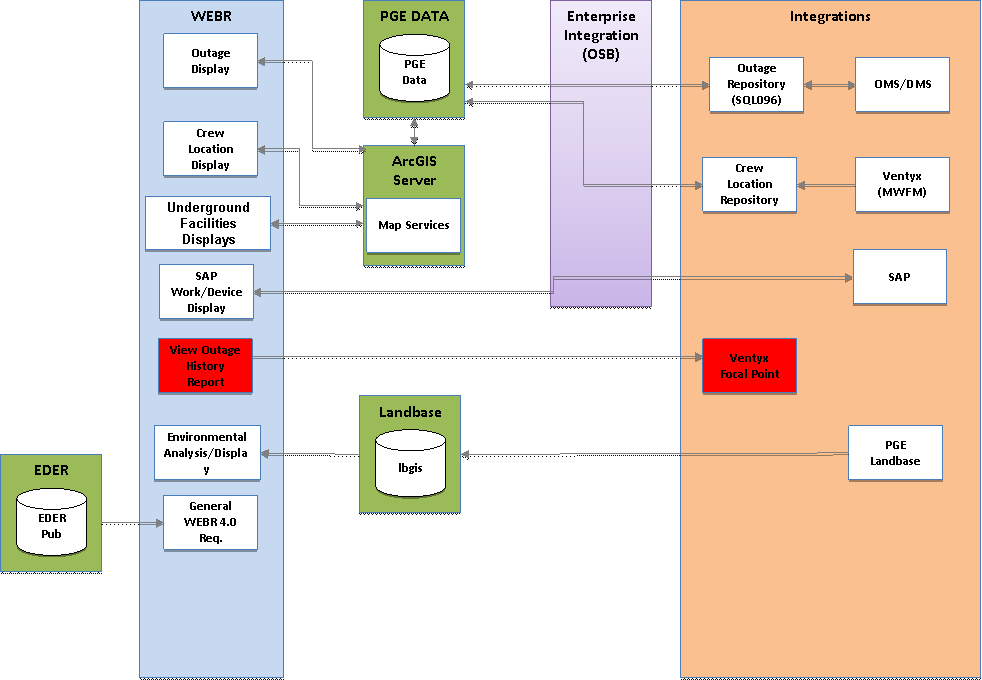 WEBR
Outage
Display
Crew
Location
Display
Underground
Facilities
Displays
SAP
Work/Device
Display
View Outage
History
Report
Environmental
Analysis/Displa
y
General
WEBR 4.0
Req.
EDER
EDER
Pub
PGE DATA
PGE
Data
ArcGIS
Server
Map Services
Landbase
lbgis
Enterprise
Integration
(OSB)
Integrations
Outage
Repository
(SQL096)
OMS/DMS
Crew
Location
Repository
Ventyx
(MWFM)
SAP
Ventyx
Focal Point
PGE
Landbase